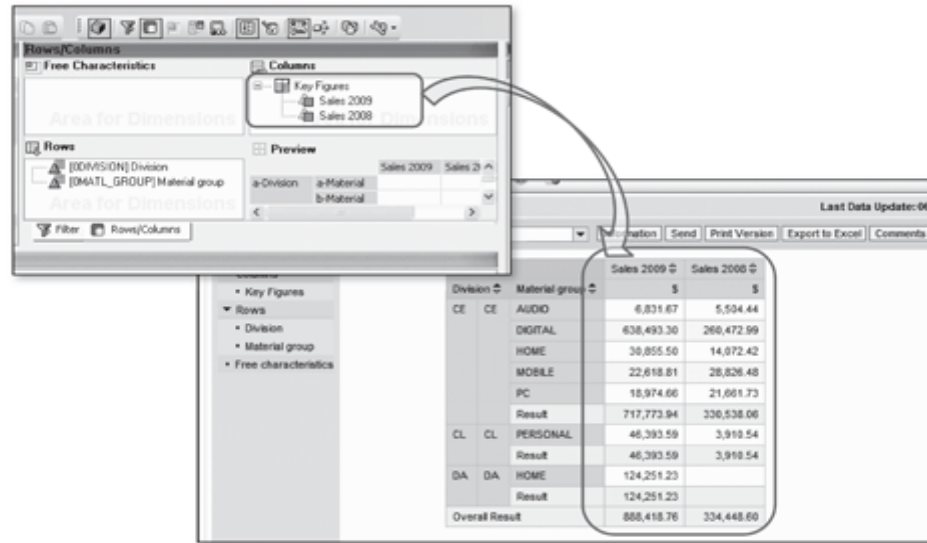 Rows/Columns
Free Characteristics
Columns
Key Figures
Sales 2009
Sales 2008
Area for Dimensions
Rows
[0DIVISION] Division
[0MATL_GROUP] Material group
Area for Dimensions
Preview
Sales 2009
a-Division
a-Material
b-Material
Filter
Rows/Columns
Last Data Update:
Send
Print Version
Export to Excel
Comments
Key Figures
Rows
Division
Material group
Free characteristics
Sales 2009 Sales 2008
Division Material group $ $
CE CE AUDIO 6,831.67 5,504.44
DIGITAL 638,493.30 260,472.99
HOME 30,855.50 14,072.42
MOBILE 22,618.81 28,826.48
PC 18,974.66 21,661.73
Result 717,773.94 330,538.06
CL CL PERSONAL 46,393.59 3,910.54
Result 46,393.59 3,910.54
DA DA HOME 124,251.23
Result 124,251.23
Overall Result 888,418.76 334,448.60